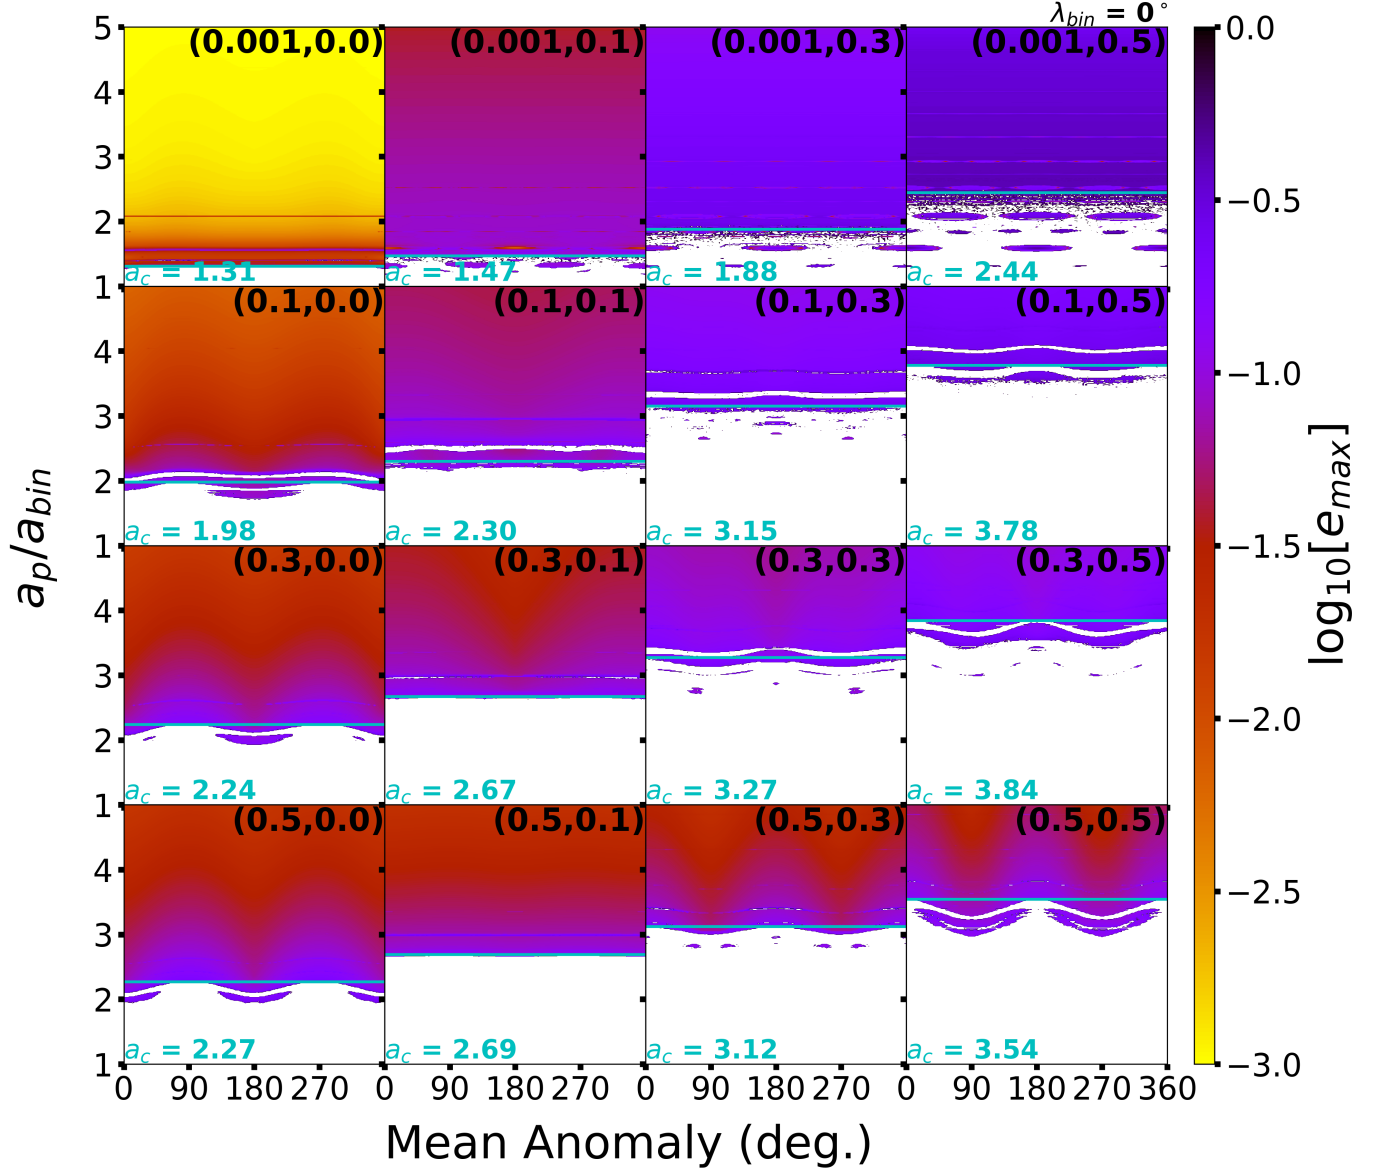 λbin = 0°
(0.001,0.0) (0.001,0.1) (0.001,0.3) (0.001,0.5)
5
4
3
2
1
ac = 1.31 ac = 1.47 ac = 1.88 ac = 2.44
(0.1,0.0) (0.1,0.1) (0.1,0.3) (0.1,0.5)
4
3
2
1
ac = 1.98 ac = 2.30 ac = 3.15 ac = 3.78
(0.3,0.0) (0.3,0.1) (0.3,0.3) (0.3,0.5)
4
3
2
1
ac = 2.24 ac = 2.67 ac = 3.27 ac = 3.84
(0.5,0.0) (0.5,0.1) (0.5,0.3) (0.5,0.5)
4
3
2
1
ac = 2.27 ac = 2.69 ac = 3.12 ac = 3.54
0 90 180 270 0 90 180 270 0 90 180 270 0 90 180 270 360
Mean Anomaly (deg.)
ap/abin
0.0
−0.5
−1.0
−1.5
−2.0
−2.5
−3.0
log10[emax]